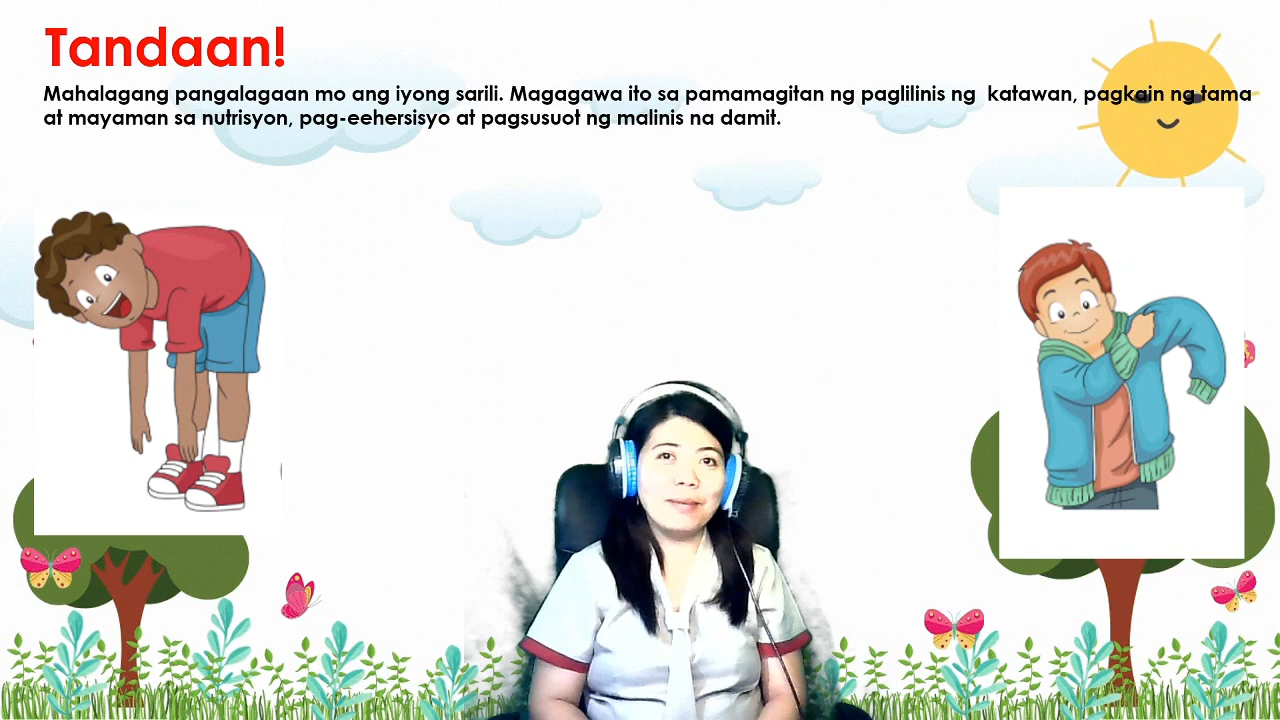 Tandaan!
Mahalagang pangalagaan mo ang iyong sarili. Magagawa ito sa pamamagitan ng paglilinis ng katawan, pagkain ng tama
at mayaman sa nutrisyon, pag-eehersisyo at pagsusuot ng malinis na damit.